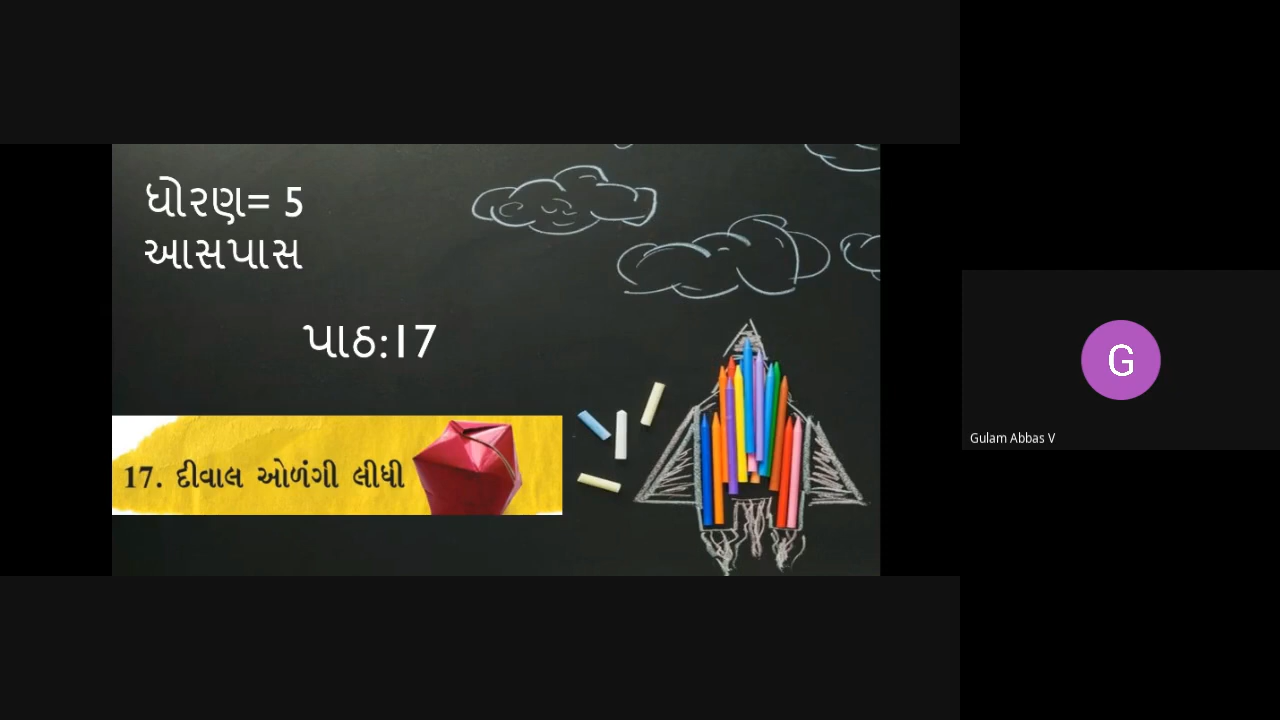 ધોરણ= 5
આસપાસ
પાઠ:17
17. દીવાલ ઓળંગી લીધી
G
Gulam Abbas V